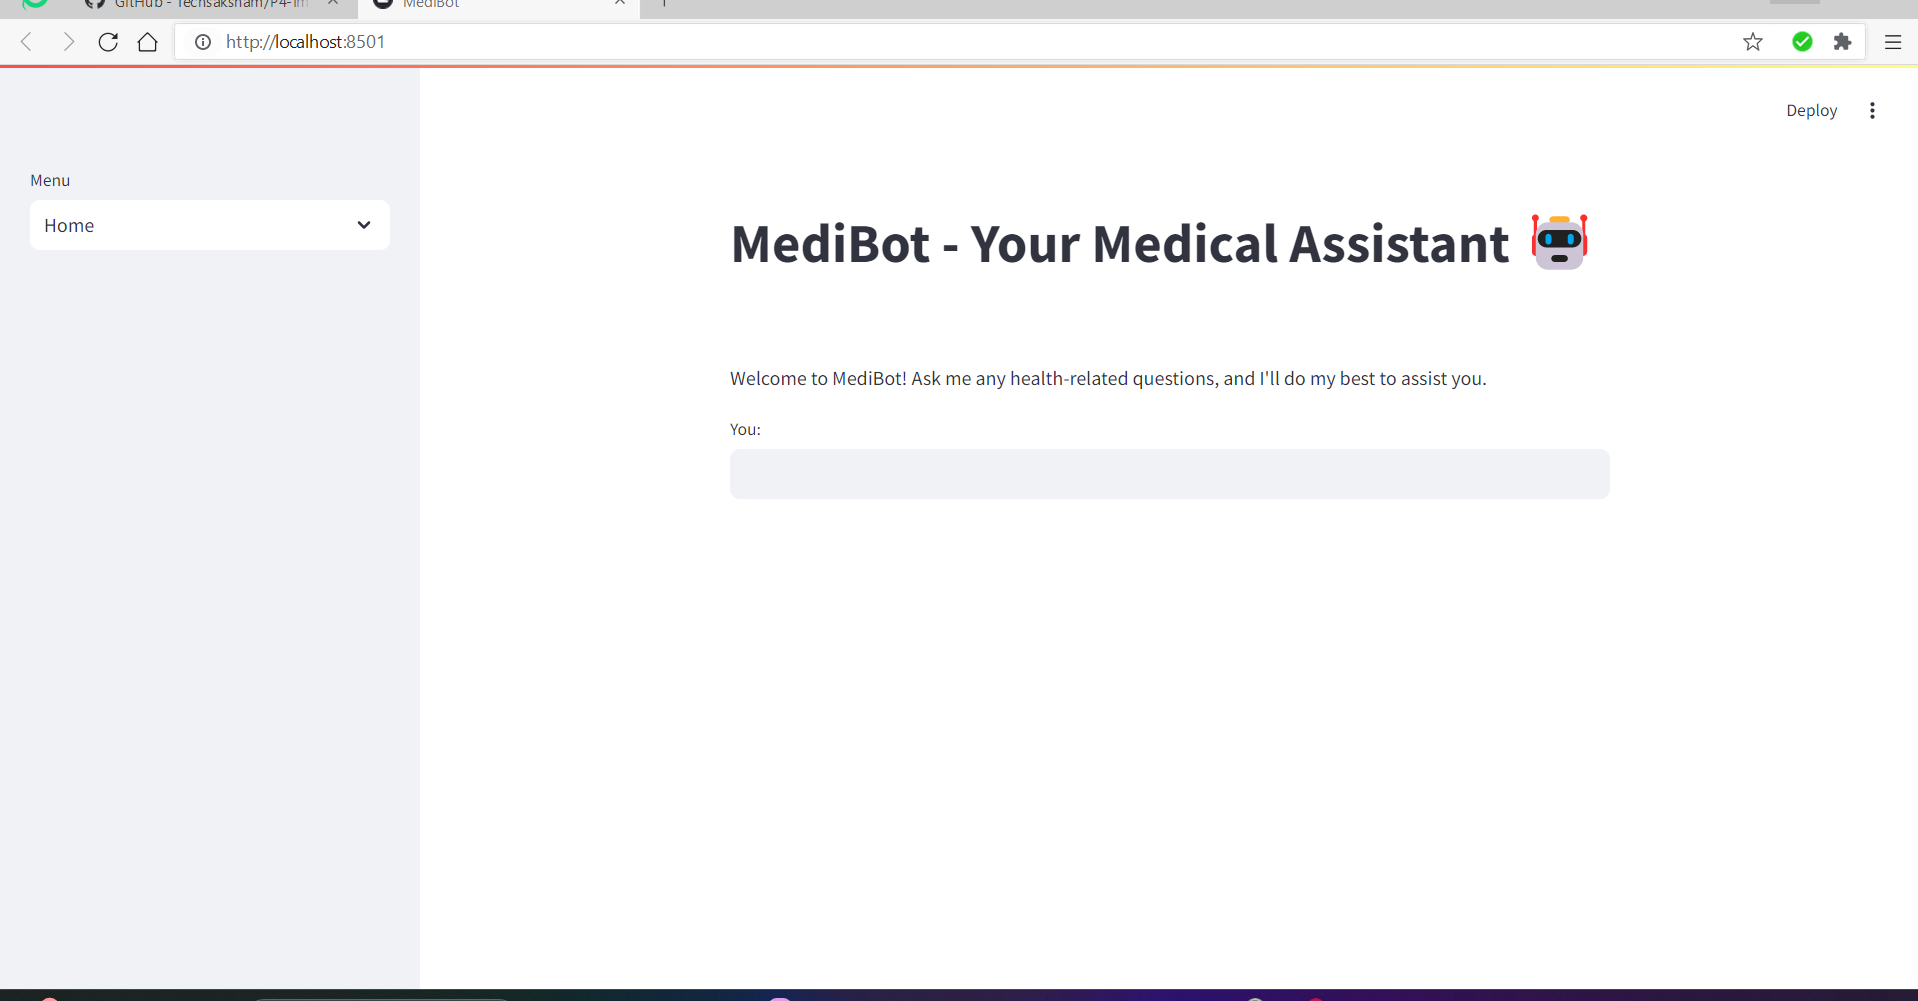 GitHub - Techsaksham/P4-Im
MediBot
http://localhost:8501
Deploy
Menu
Home
MediBot - Your Medical Assistant
Welcome to MediBot! Ask me any health-related questions, and I'll do my best to assist you.
You: